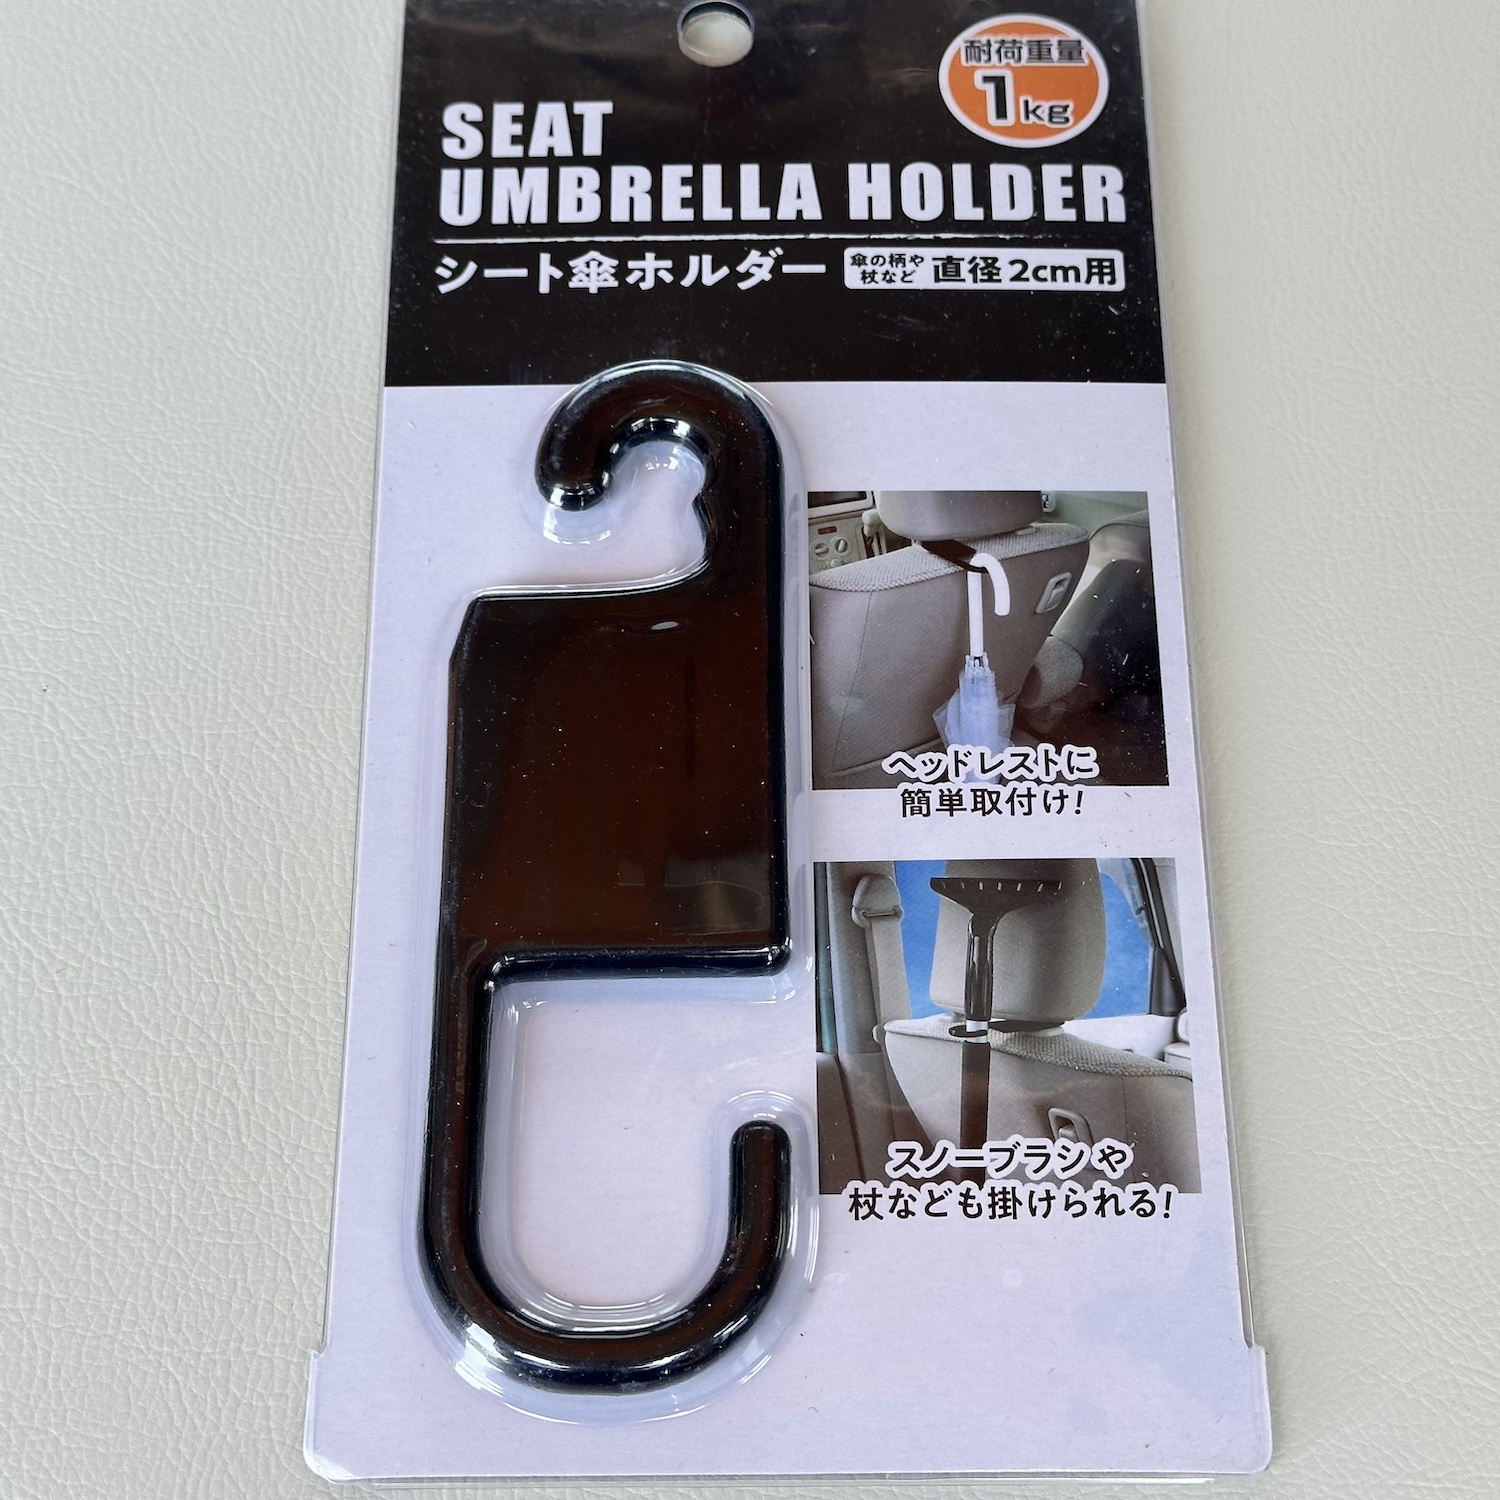 耐荷重量
1kg
SEAT
UMBRELLA HOLDER
シート傘ホルダー
傘の柄や
杖など
直径2cm用
ヘッドレストに
簡単取付け!
スノーブラシや
杖なども掛けられる!